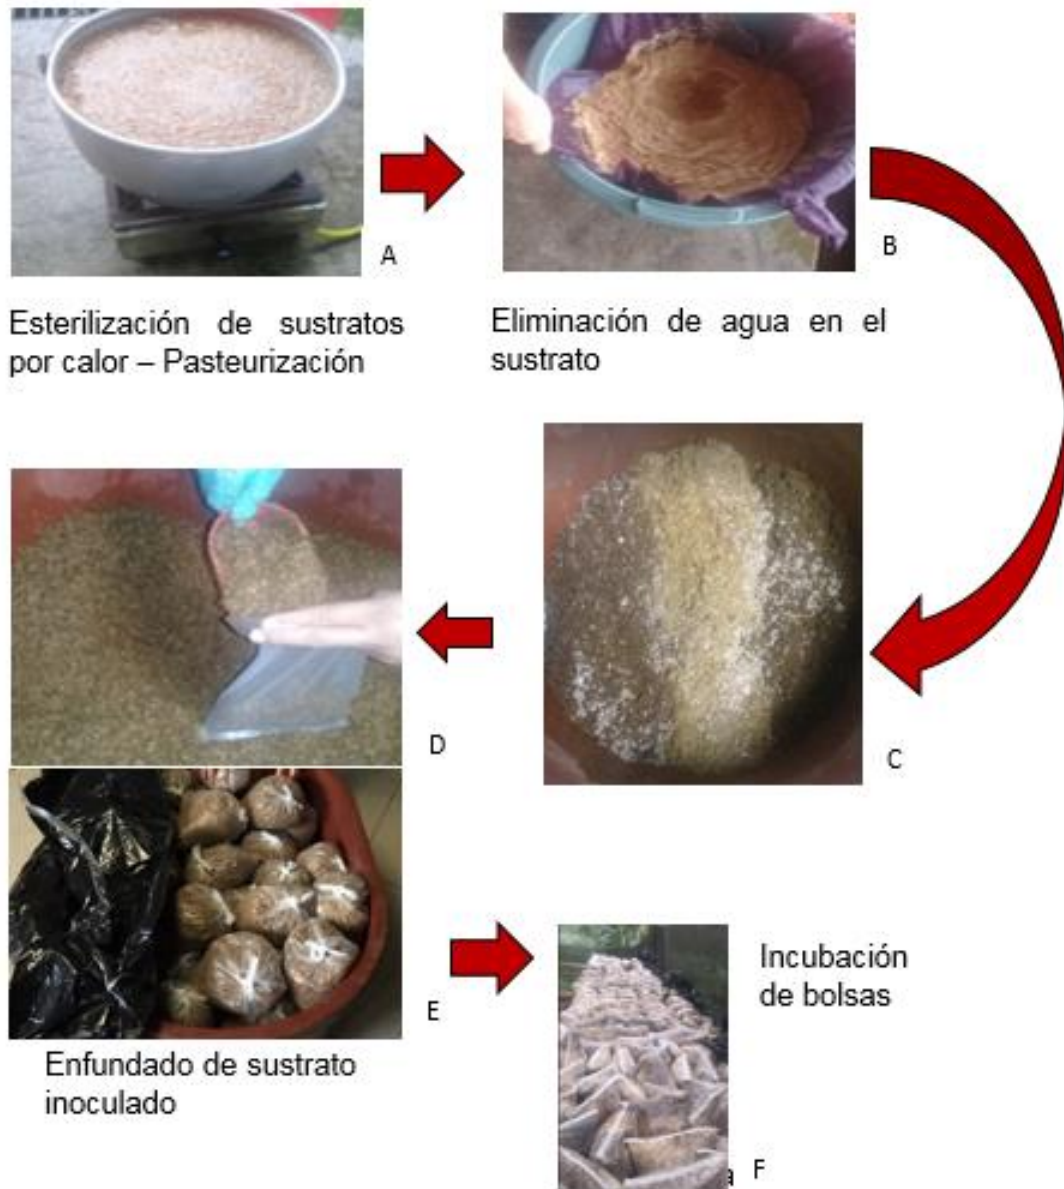 A
Esterilización de sustratos
por calor – Pasteurización
B
Eliminación de agua en el
sustrato
C
D
E
Enfundado de sustrato
inoculado
Incubación
de bolsas
a F